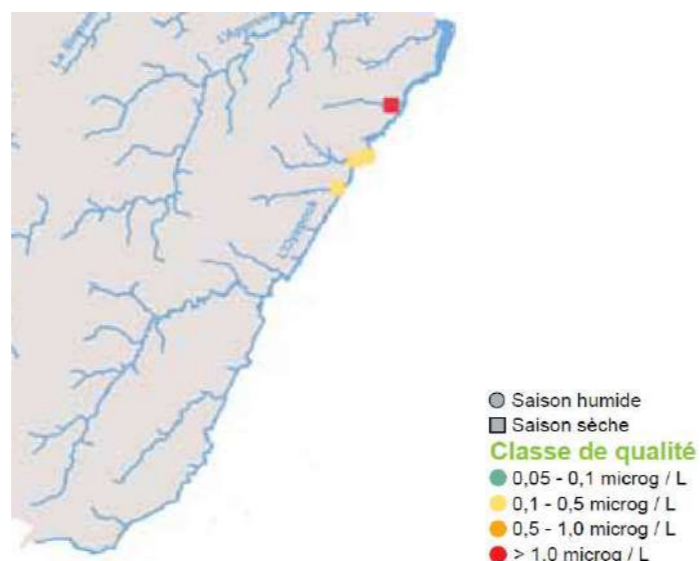 L'Oyapock
Saison humide
Saison sèche
Classe de qualité
0,05 - 0,1 microg / L
0,1 - 0,5 microg / L
0,5 - 1,0 microg / L
> 1,0 microg / L